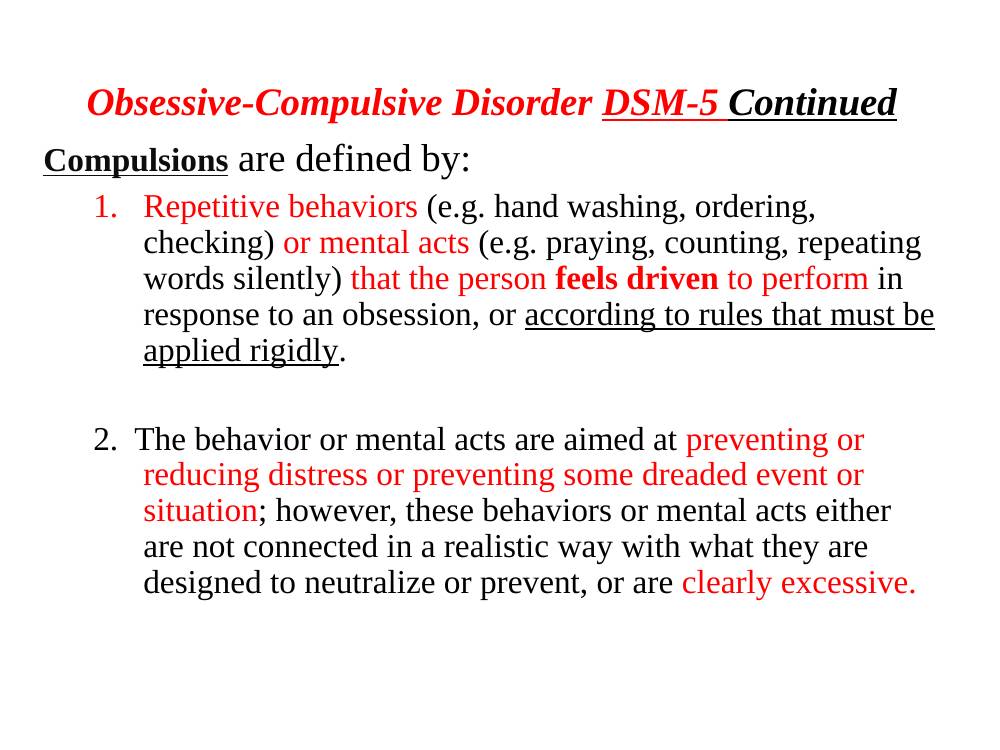 Obsessive-Compulsive Disorder DSM-5 Continued
Compulsions are defined by:
1. Repetitive behaviors (e.g. hand washing, ordering,
checking) or mental acts (e.g. praying, counting, repeating
words silently) that the person feels driven to perform in
response to an obsession, or according to rules that must be
applied rigidly.
2. The behavior or mental acts are aimed at preventing or
reducing distress or preventing some dreaded event or
situation; however, these behaviors or mental acts either
are not connected in a realistic way with what they are
designed to neutralize or prevent, or are clearly excessive.